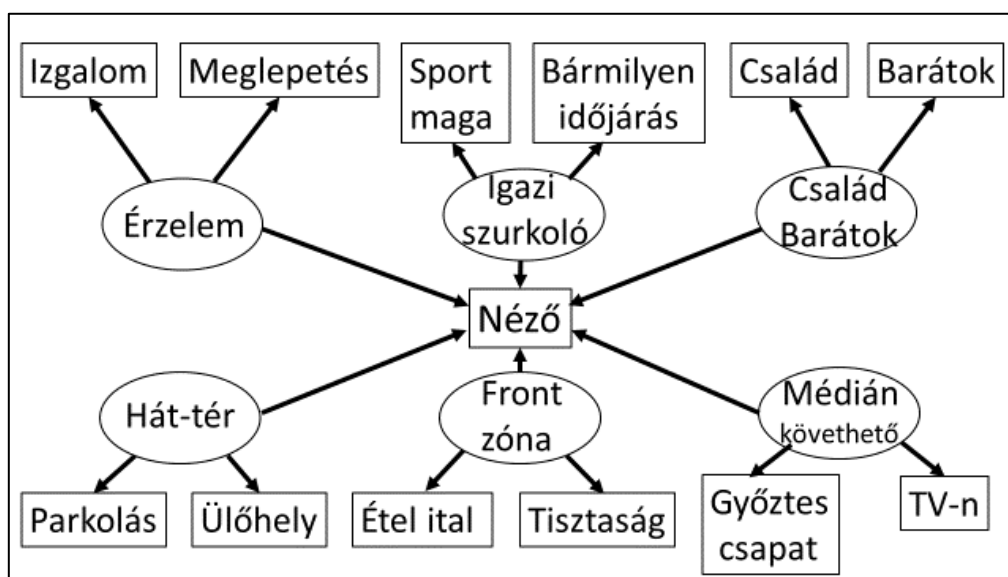 Izgalom
Meglepetés
Sport
maga
Bármilyen
időjárás
Család
Barátok
Érzelem
Igazi
szurkoló
Család
Barátok
Néző
Hát-tér
Front
zóna
Médián
követhető
Parkolás
Ülőhely
Étel ital
Tisztaság
Győztes
csapat
TV-n